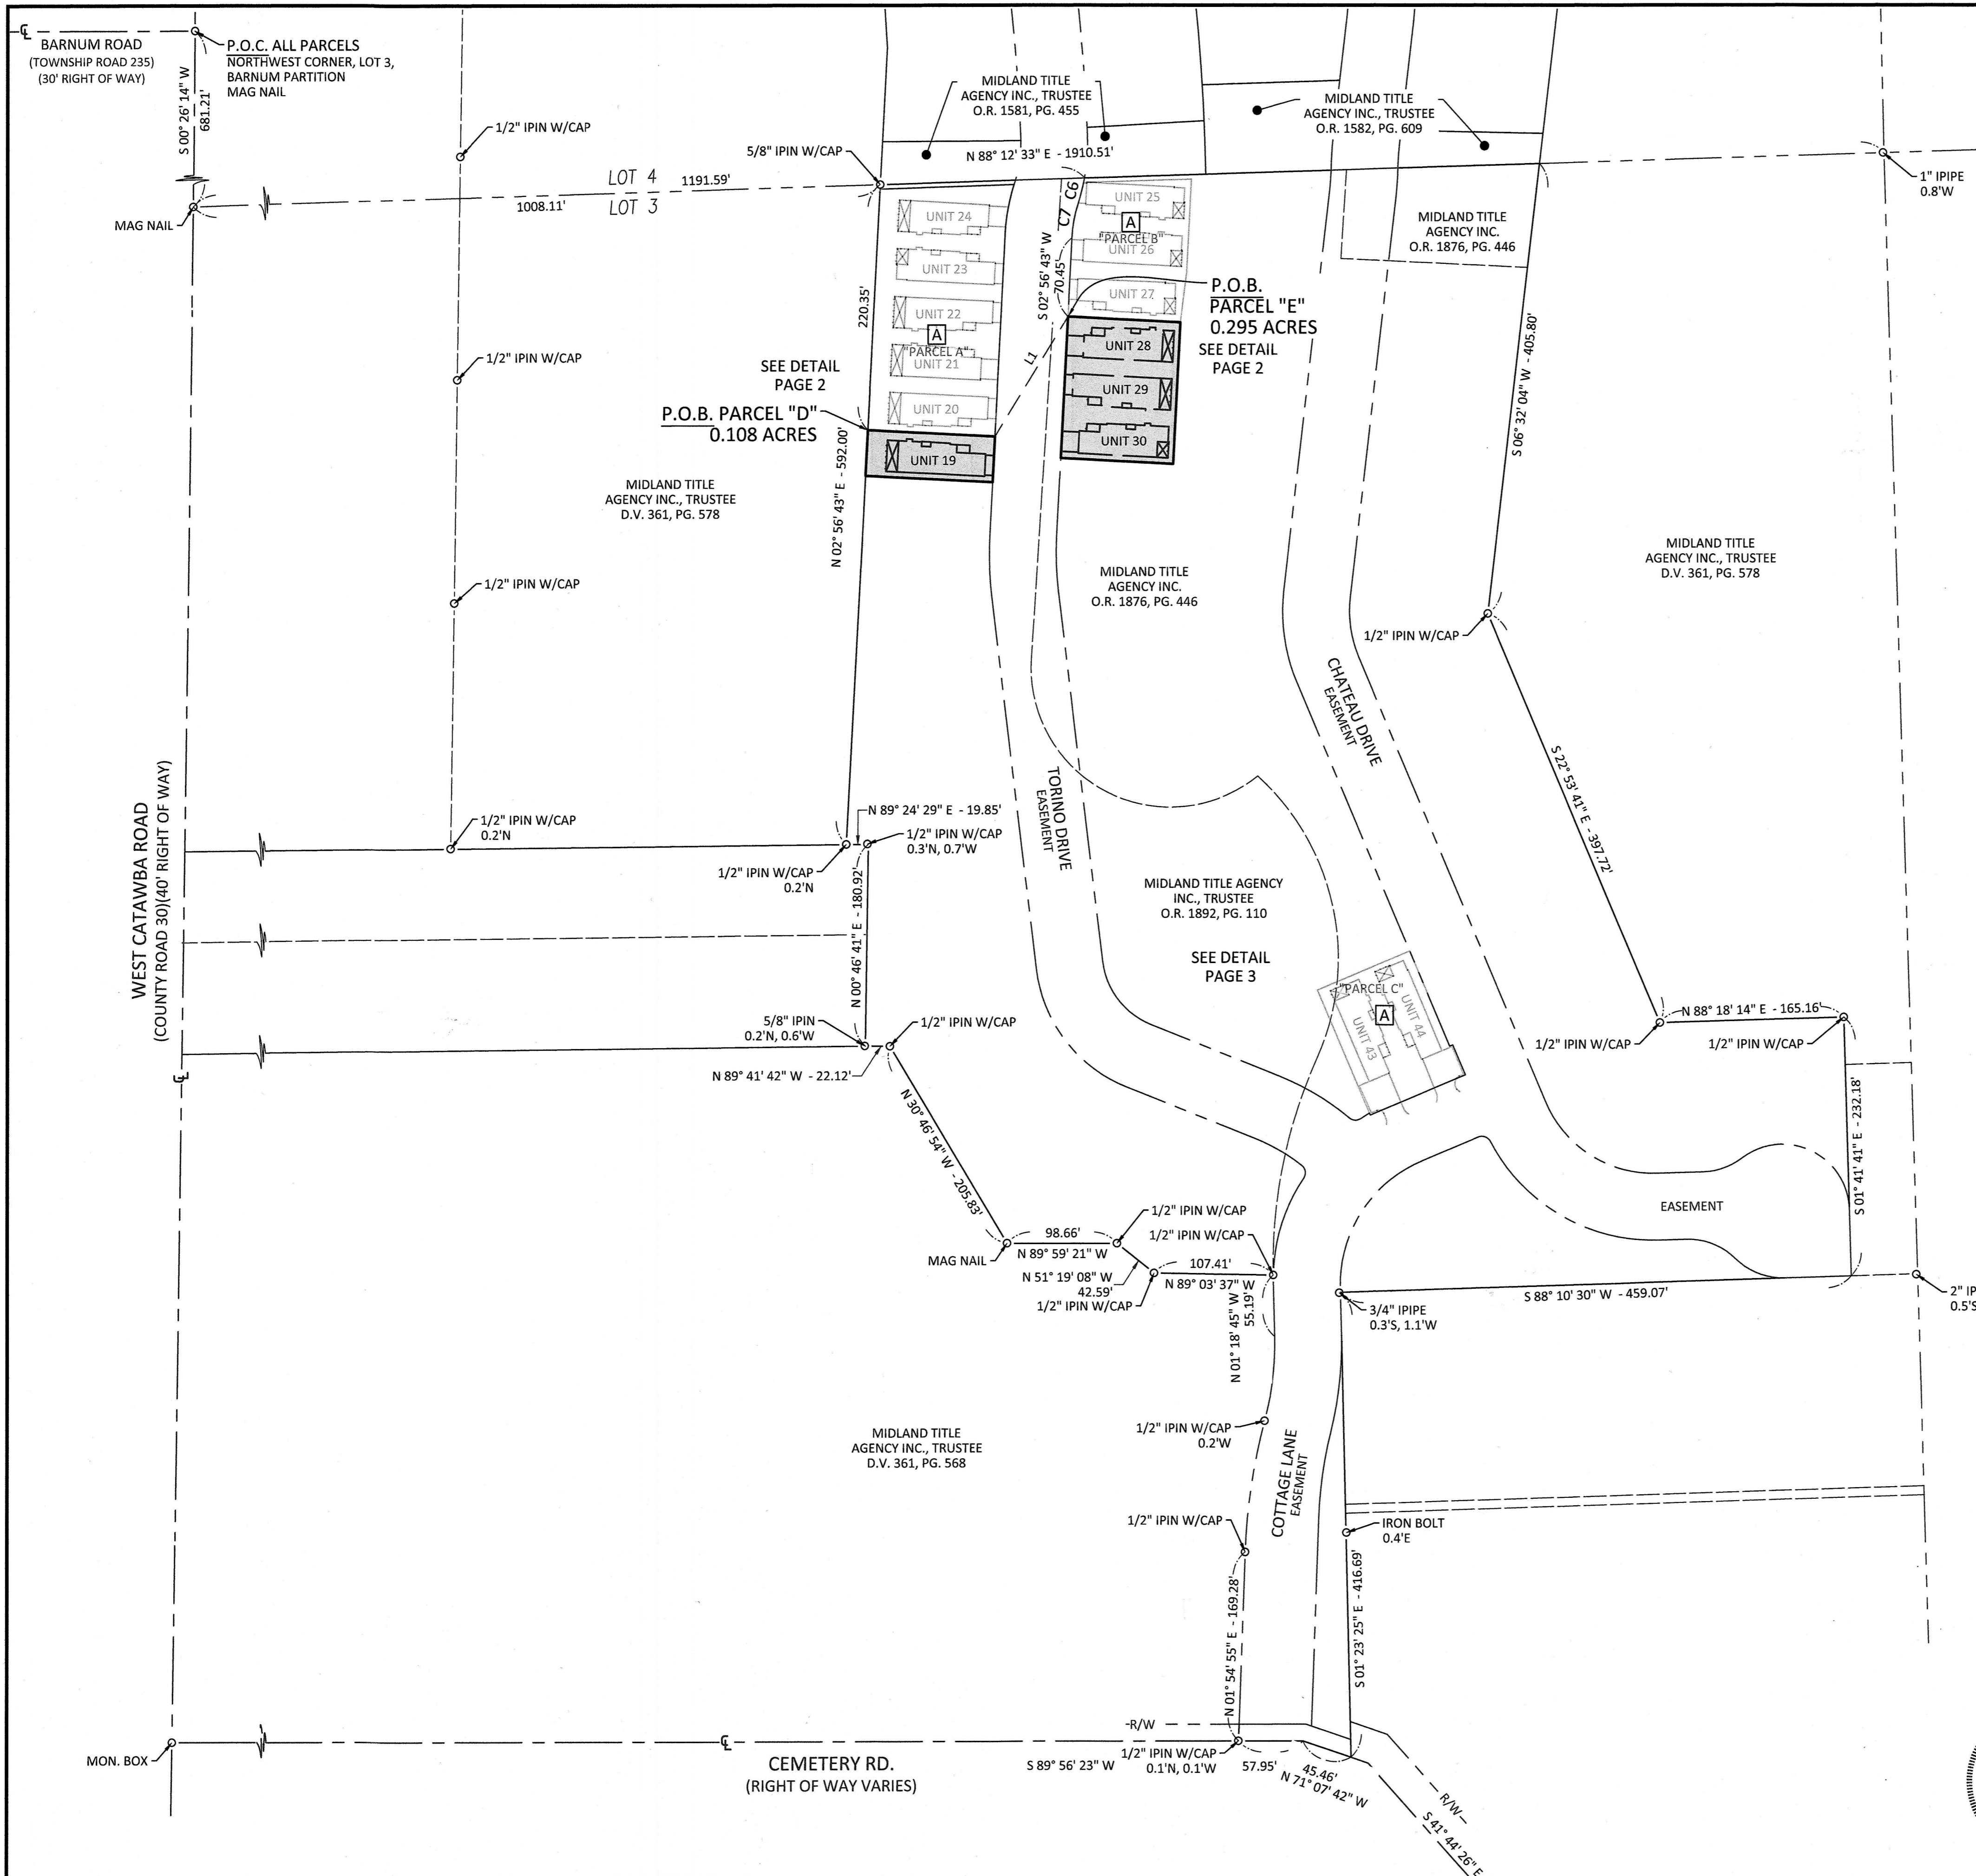 BARNUM ROAD
(TOWNSHIP ROAD 235)
(30' RIGHT OF WAY)
P.O.C. ALL PARCELS
NORTHWEST CORNER, LOT 3,
BARNUM PARTITION
MAG NAIL
S 00° 26' 14" W
681.21'
MAG NAIL
1/2" IPIN W/CAP
1008.11'
LOT 4
LOT 3
1191.59'
5/8" IPIN W/CAP
MIDLAND TITLE
AGENCY INC., TRUSTEE
O.R. 1581, PG. 455
N 88° 12' 33" E - 1910.51'
MIDLAND TITLE
AGENCY INC., TRUSTEE
O.R. 1582, PG. 609
1" IPIPE
0.8'W
MIDLAND TITLE
AGENCY INC.
O.R. 1876, PG. 446
UNIT 24
UNIT 23
UNIT 22
A
"PARCEL A"
UNIT 21
UNIT 20
UNIT 19
220.35'
C6
C7
S 02° 56' 43" W
70.45'
L1
UNIT 25
A
"PARCEL B"
UNIT 26
UNIT 27
UNIT 28
UNIT 29
UNIT 30
P.O.B.
PARCEL "E"
0.295 ACRES
SEE DETAIL
PAGE 2
SEE DETAIL
PAGE 2
P.O.B. PARCEL "D"
0.108 ACRES
1/2" IPIN W/CAP
S 06° 32' 04" W - 405.80'
N 02° 56' 43" E - 592.00'
MIDLAND TITLE
AGENCY INC., TRUSTEE
D.V. 361, PG. 578
MIDLAND TITLE
AGENCY INC.
O.R. 1876, PG. 446
MIDLAND TITLE
AGENCY INC., TRUSTEE
D.V. 361, PG. 578
1/2" IPIN W/CAP
1/2" IPIN W/CAP
CHATEAU DRIVE
EASEMENT
TORINO DRIVE
EASEMENT
S 22° 53' 41" E - 397.72'
WEST CATAWBA ROAD
(COUNTY ROAD 30)(40' RIGHT OF WAY)
1/2" IPIN W/CAP
0.2'N
N 89° 24' 29" E - 19.85'
1/2" IPIN W/CAP
0.3'N, 0.7'W
1/2" IPIN W/CAP
0.2'N
N 00° 46' 41" E - 180.92'
MIDLAND TITLE AGENCY
INC., TRUSTEE
O.R. 1892, PG. 110
SEE DETAIL
PAGE 3
"PARCEL C"
A
UNIT 43
UNIT 44
5/8" IPIN
0.2'N, 0.6'W
1/2" IPIN W/CAP
N 89° 41' 42" W - 22.12'
N 88° 18' 14" E - 165.16'
1/2" IPIN W/CAP
1/2" IPIN W/CAP
S 01° 41' 41" E - 232.18'
N 30° 46' 54" W - 205.83'
EASEMENT
1/2" IPIN W/CAP
1/2" IPIN W/CAP
98.66'
N 89° 59' 21" W
MAG NAIL
N 51° 19' 08" W
42.59'
1/2" IPIN W/CAP
107.41'
N 89° 03' 37" W
N 01° 18' 45" W
55.19'
3/4" IPIPE
0.3'S, 1.1'W
S 88° 10' 30" W - 459.07'
2" IP
0.5'S
1/2" IPIN W/CAP
0.2'W
MIDLAND TITLE
AGENCY INC., TRUSTEE
D.V. 361, PG. 568
COTTAGE LANE
EASEMENT
1/2" IPIN W/CAP
IRON BOLT
0.4'E
N 01° 54' 55" E - 169.28'
S 01° 23' 25" E - 416.69'
R/W
MON. BOX
CEMETERY RD.
(RIGHT OF WAY VARIES)
S 89° 56' 23" W
1/2" IPIN W/CAP
0.1'N, 0.1'W
57.95'
45.46'
N 71° 07' 42" W
R/W
S 41° 44' 26" E